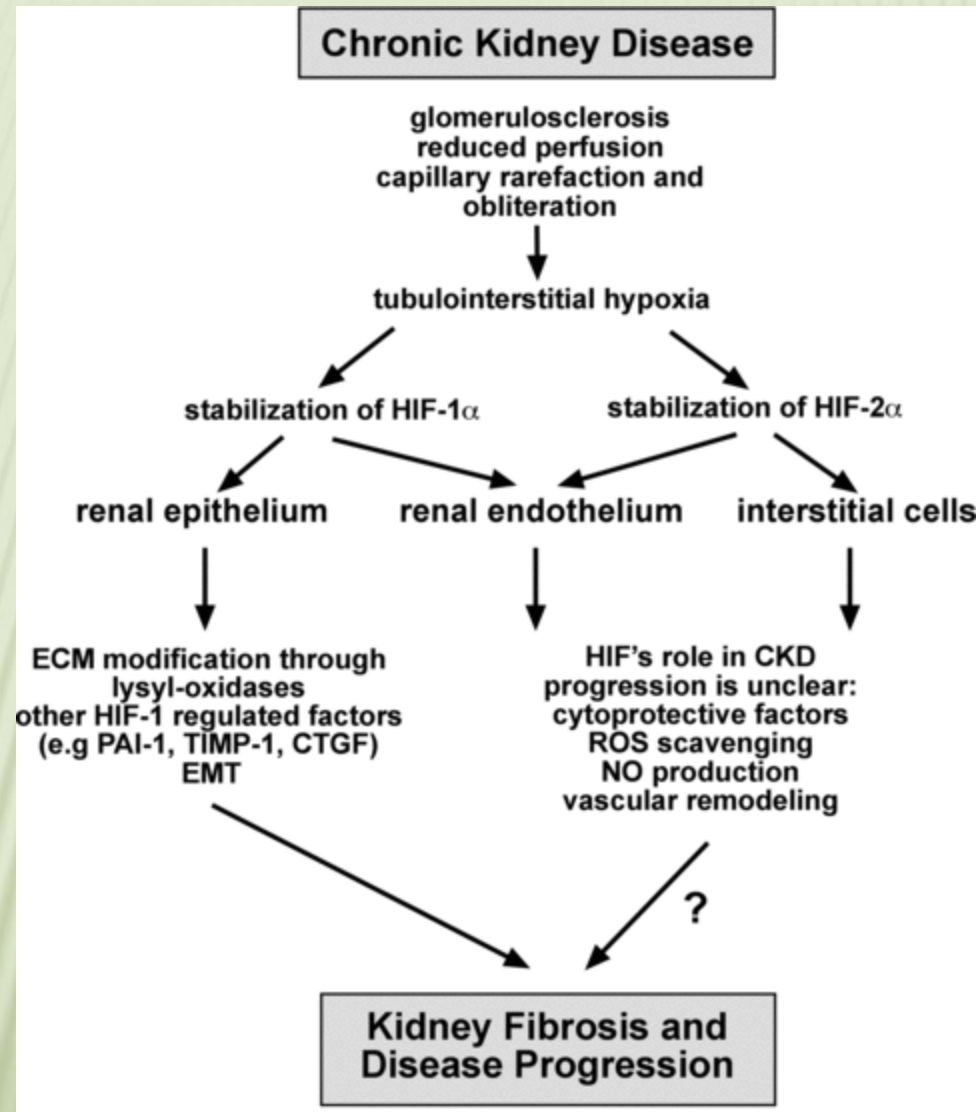 Chronic Kidney Disease
glomerulosclerosis
reduced perfusion
capillary rarefaction and
obliteration
tubulointerstitial hypoxia
stabilization of HIF-1α
stabilization of HIF-2α
renal epithelium
renal endothelium
interstitial cells
ECM modification through
lysyl-oxidases
other HIF-1 regulated factors
(e.g PAI-1, TIMP-1, CTGF)
EMT
HIF's role in CKD
progression is unclear:
cytoprotective factors
ROS scavenging
NO production
vascular remodeling
?
Kidney Fibrosis and
Disease Progression